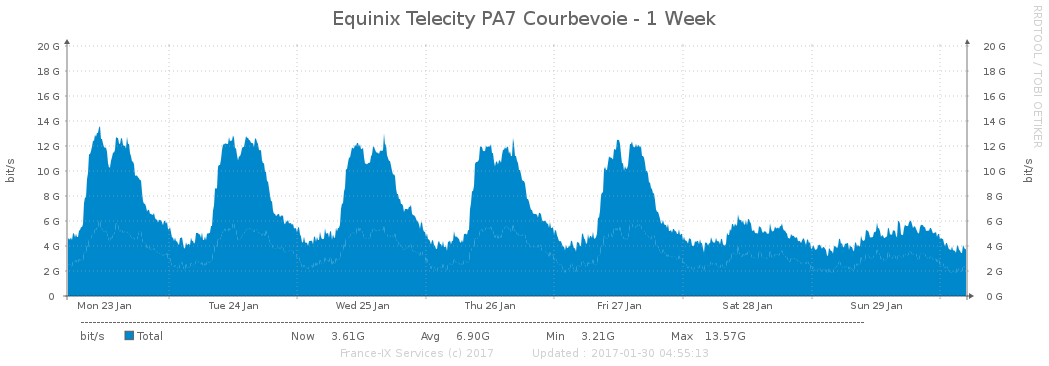 Equinix Telecity PA7 Courbevoie - 1 Week
RRDTOOL / TOBI OETIKER
bit/s
20 G 20 G
18 G 18 G
16 G 16 G
14 G 14 G
12 G 12 G
10 G 10 G
8 G 8 G
6 G 6 G
4 G 4 G
2 G 2 G
0 0 G
bit/s
Mon 23 Jan Tue 24 Jan Wed 25 Jan Thu 26 Jan Fri 27 Jan Sat 28 Jan Sun 29 Jan
bit/s Total Now 3.61G Avg 6.90G Min 3.21G Max 13.57G
France-IX Services (c) 2017 Updated : 2017-01-30 04:55:13